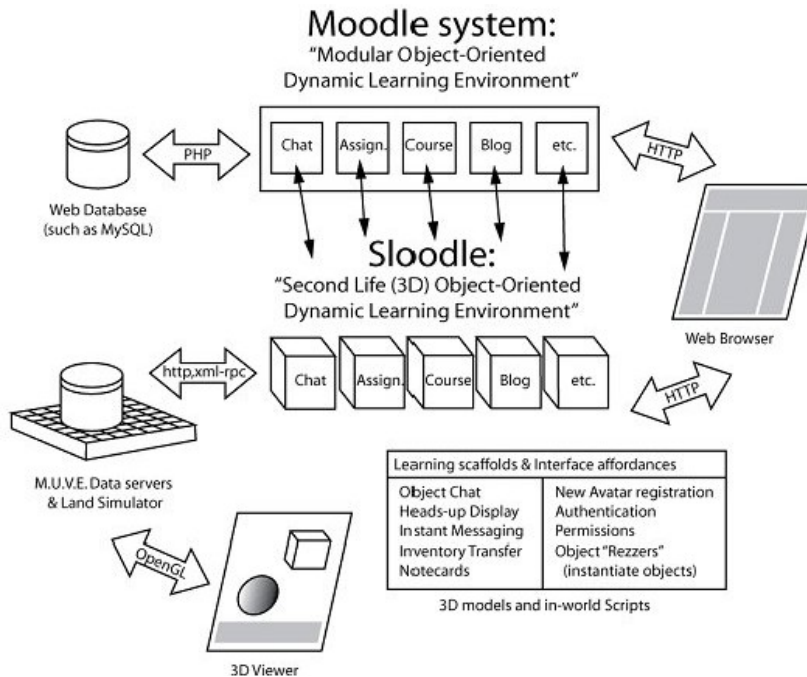 Moodle system:
"Modular Object-Oriented
Dynamic Learning Environment"
PHP
Chat
Assign.
Course
Blog
etc.
HTTP
Web Database
(such as MySQL)
Sloodle:
"Second Life (3D) Object-Oriented
Dynamic Learning Environment"
Web Browser
http,xml-rpc
Chat
Assign.
Course
Blog
etc.
HTTP
M.U.V.E. Data servers
& Land Simulator
Learning scaffolds & Interface affordances
Object Chat
Heads-up Display
Instant Messaging
Inventory Transfer
Notecards
New Avatar registration
Authentication
Permissions
Object "Rezzers"
(instantiate objects)
3D models and in-world Scripts
OpenGL
3D Viewer